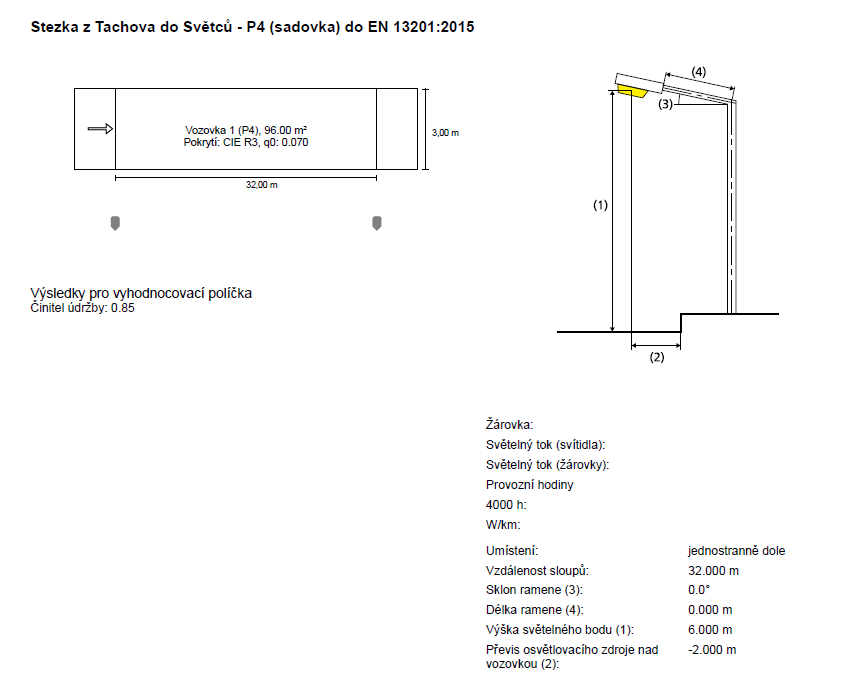 Stezka z Tachova do Světců - P4 (sadovka) do EN 13201:2015
Vozovka 1 (P4), 96.00 m²
Pokrytí: CIE R3, q0: 0.070
3,00 m
32,00 m
(4)
(3)
(1)
(2)
Výsledky pro vyhodnocovací políčka
Činitel údržby: 0.85
Žárovka:
Světelný tok (svítidla):
Světelný tok (žárovky):
Provozní hodiny
4000 h:
W/km:
Umístení: jednostranně dole
Vzdálenost sloupů: 32.000 m
Sklon ramene (3): 0.0°
Délka ramene (4): 0.000 m
Výška světelného bodu (1): 6.000 m
Převis osvětlovacího zdroje nad -2.000 m
vozovkou (2):